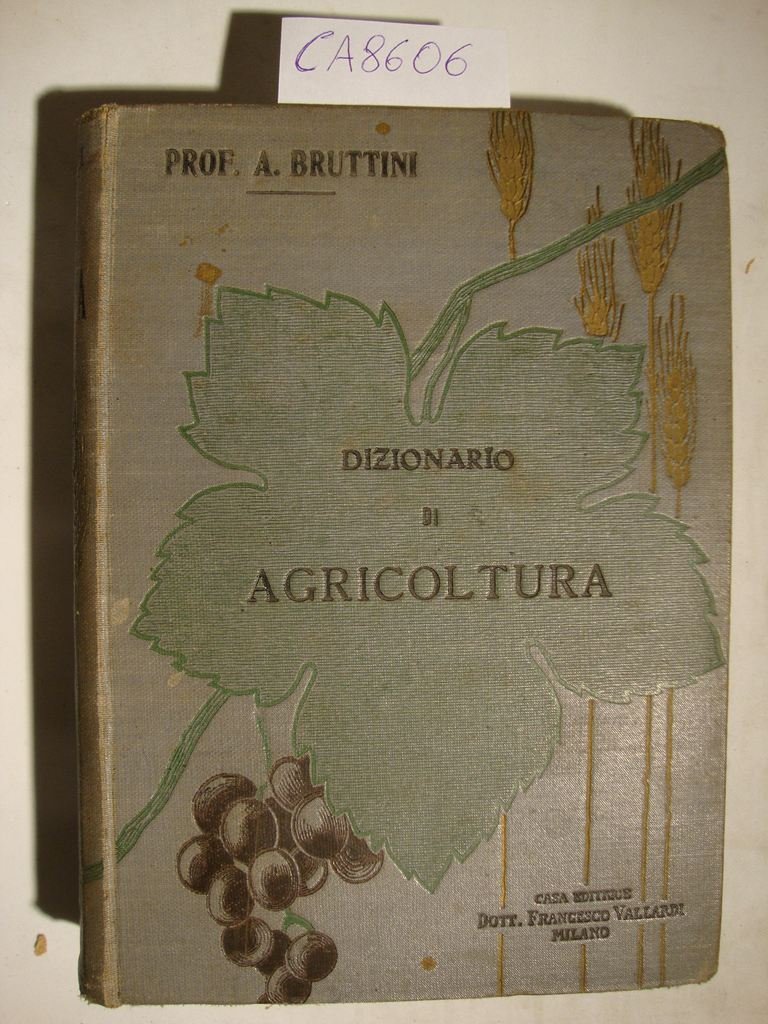 CA8606
PROF. A. BRUTTINI
DIZIONARIO
DI
AGRICOLTURA
CASA EDITRICE
DOTT. FRANCESCO VALLARDI
MILANO